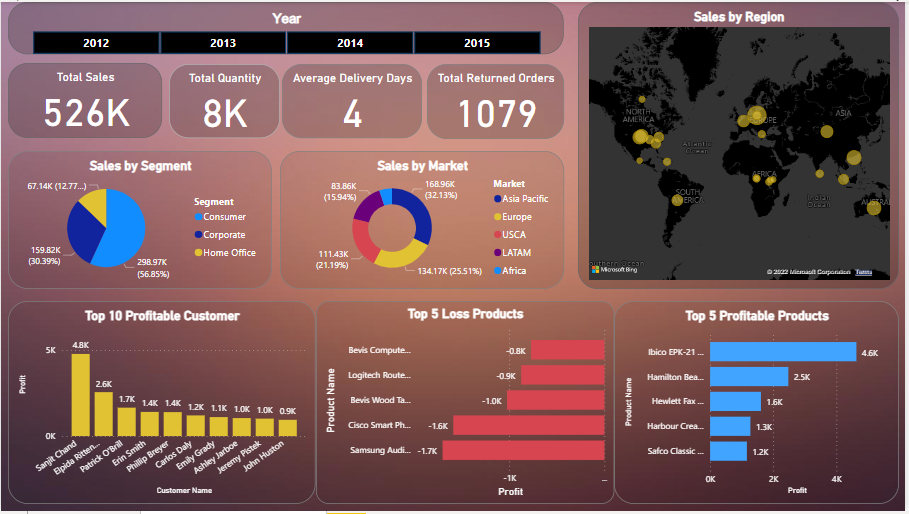 Year
2012
2013
2014
2015
Total Sales
526K
Total Quantity
8K
Average Delivery Days
4
Total Returned Orders
1079
Sales by Region
NORTH
AMERICA
EUROPE
ASIA
Atlantic
Ocean
AFRICA
SOUTH
AMERICA
Indian
Ocean
AUSTRA
Southern Ocean
Microsoft Bing
© 2022 Microsoft Corporation Terms
Sales by Segment
67.14K (12.77...)
159.82K
(30.39%)
298.97K
(56.85%)
Segment
Consumer
Corporate
Home Office
Sales by Market
83.86K
(15.94%)
168.96K
(32.13%)
111.43K
(21.19%)
134.17K (25.51%)
Market
Asia Pacific
Europe
USCA
LATAM
Africa
Top 10 Profitable Customer
Profit
5K
0K
4.8K
2.6K
1.7K
1.4K
1.4K
1.2K
1.1K
1.0K
1.0K
0.9K
Sanjit Chand
Elpida Ritten...
Patrick O'Brill
Erin Smith
Philip Breyer
Carlos Daly
Emily Grady
Ashley Jarboe
Jeremy Pistek
John Huston
Customer Name
Top 5 Loss Products
Product Name
Bevis Compute... -0.8K
Logitech Route... -0.9K
Bevis Wood Ta... -1.0K
Cisco Smart Ph... -1.6K
Samsung Audi... -1.7K
-1K ...
Profit
Top 5 Profitable Products
Product Name
Ibico EPK-21 ... 4.6K
Hamilton Bea... 2.5K
Hewlett Fax ... 1.6K
Harbour Crea... 1.3K
Safco Classic ... 1.2K
0K 2K 4K
Profit